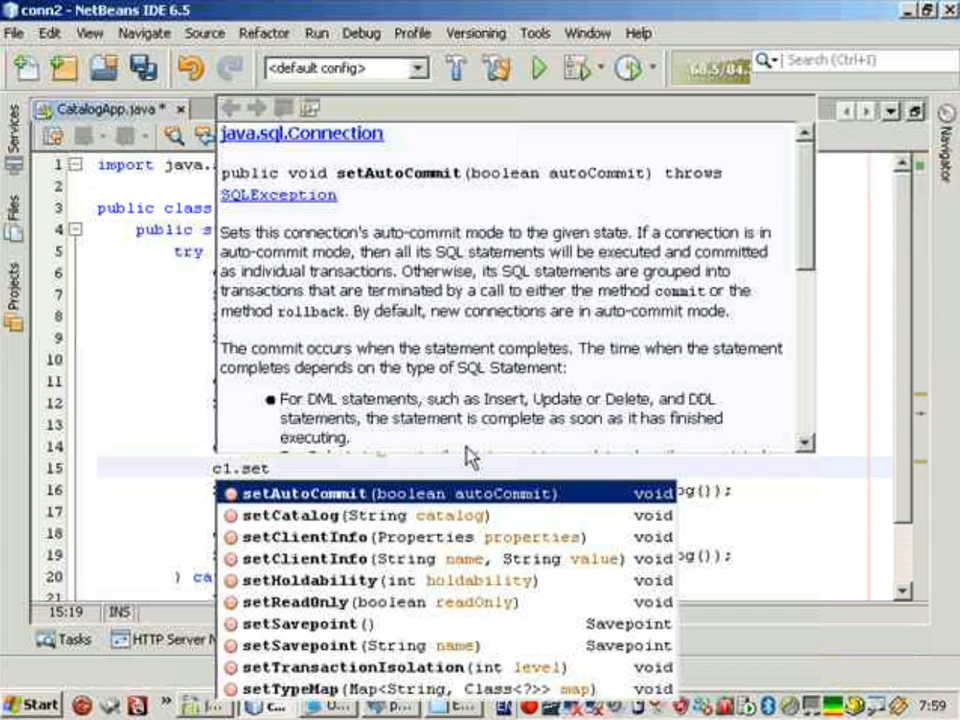 conn2 - NetBeans IDE 6.5
File Edit View Navigate Source Refactor Run Debug Profile Versioning Tools Window Help
<default config>
Search (Ctrl+I)
Services
Files
Projects
Navigator
CatalogApp.java *
java.sql.Connection
public void setAutoCommit(boolean autoCommit) throws
SQLException
Sets this connection's auto-commit mode to the given state. If a connection is in
auto-commit mode, then all its SQL statements will be executed and committed
as individual transactions. Otherwise, its SQL statements are grouped into
transactions that are terminated by a call to either the method commit or the
method rollback. By default, new connections are in auto-commit mode.
The commit occurs when the statement completes. The time when the statement
completes depends on the type of SQL Statement:
● For DML statements, such as Insert, Update or Delete, and DDL
statements, the statement is complete as soon as it has finished
executing.
1 import java.
2
3 public class
4 public s
5 try
6
7
8
9
10
11
12
13
14
15 c1.set
16 og());
17
18
19 og());
20 } ca
21
setAutoCommit(boolean autoCommit) void
setCatalog(String catalog) void
setClientInfo(Properties properties) void
setClientInfo(String name, String value) void
setHoldability(int holdability) void
setReadOnly(boolean readOnly) void
setSavepoint() Savepoint
setSavepoint(String name) Savepoint
setTransactionIsolation(int level) void
setTypeMap(Map<String, Class<?>> map) void
15:19 INS
Tasks HTTP Server
Start » j... c... U... p... E... 7:59